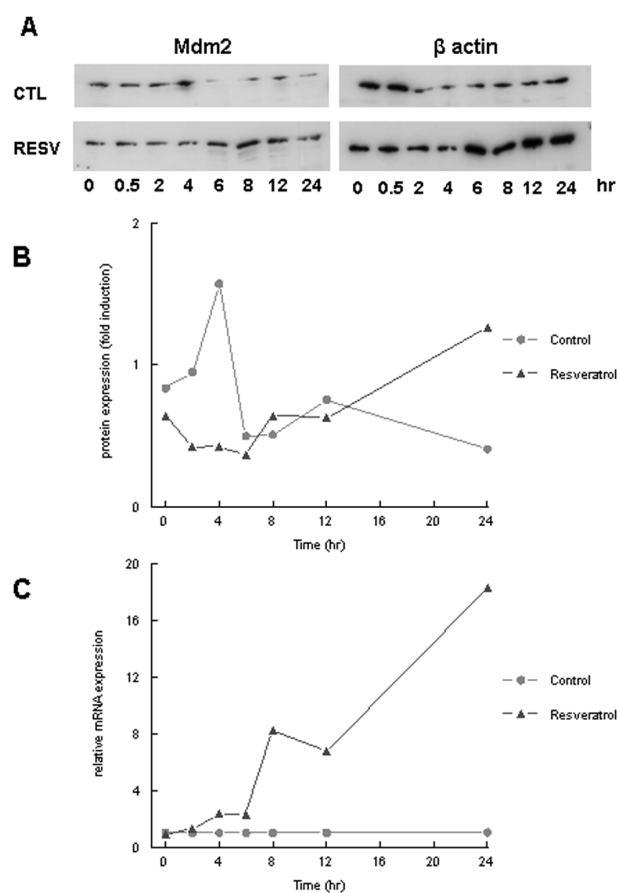 A
Mdm2 β actin
CTL
RESV
0 0.5 2 4 6 8 12 24 0 0.5 2 4 6 8 12 24 hr
B
2
1
0
protein expression (fold induction)
0 4 8 12 16 20 24
Time (hr)
Control
Resveratrol
C
20
18
16
12
8
4
0
relative mRNA expression
0 4 8 12 16 20 24
Time (hr)
Control
Resveratrol